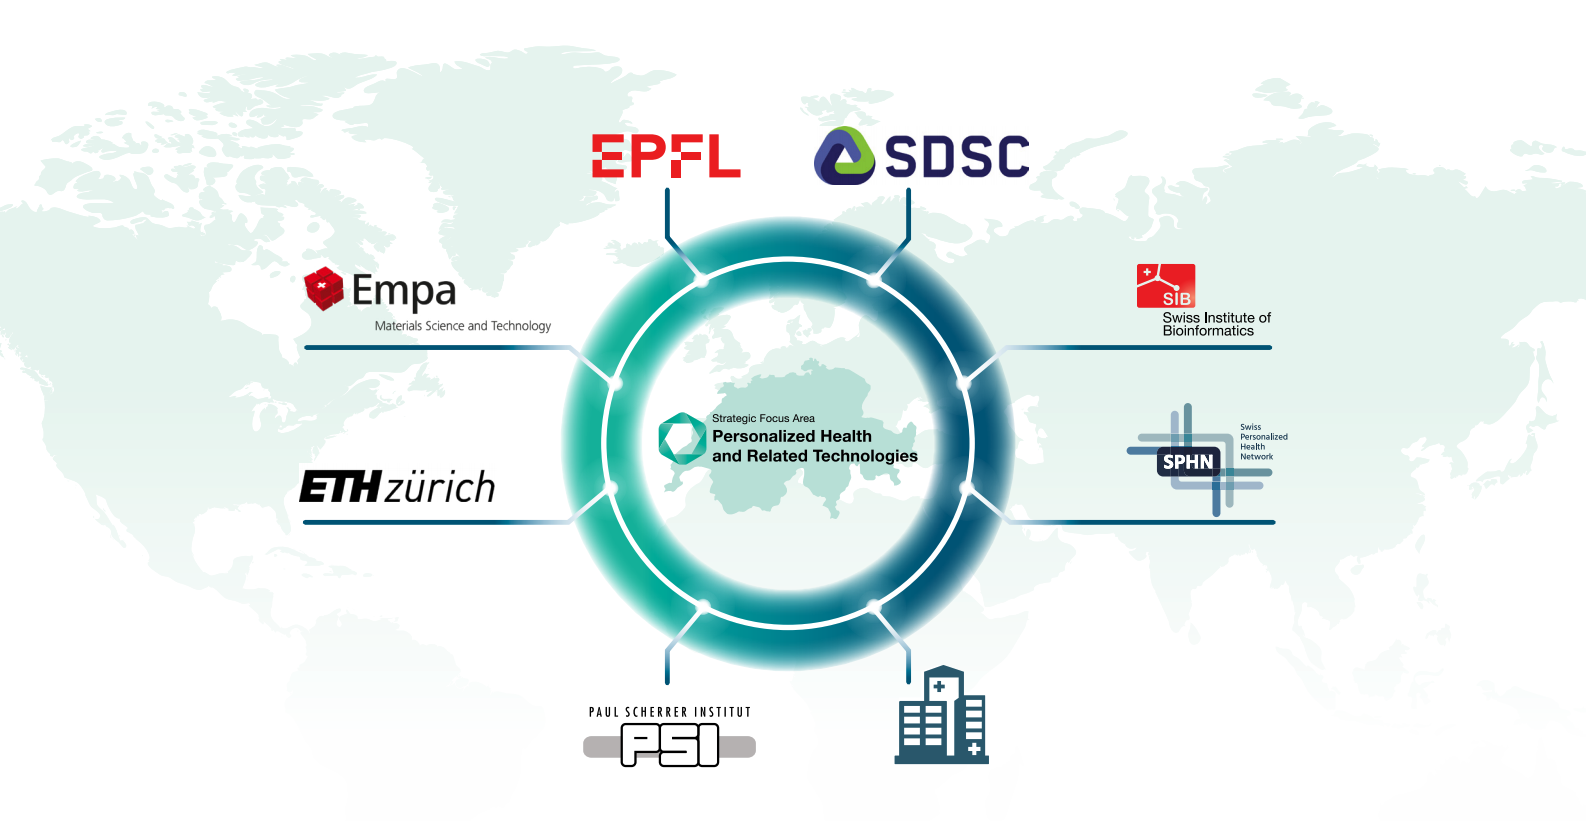 EPFL
SDSC
Empa
Materials Science and Technology
SIB
Swiss Institute of
Bioinformatics
Strategic Focus Area
Personalized Health
and Related Technologies
SPHN
Swiss
Personalized
Health
Network
ETH zürich
PAUL SCHERRER INSTITUT
PSI